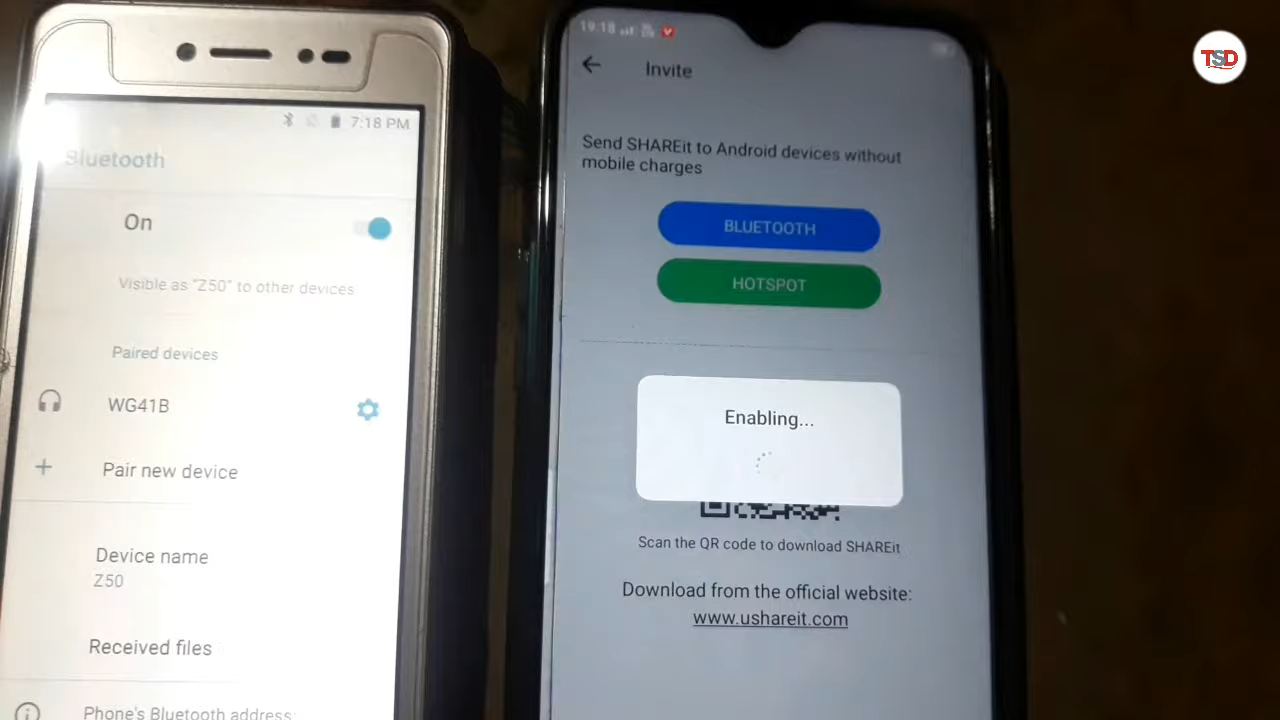 7:18 PM
Bluetooth
On
Visible as "Z50" to other devices
Paired devices
WG41B
Pair new device
Device name
Z50
Received files
Phone's Bluetooth address:
19:18
Invite
Send SHAREit to Android devices without
mobile charges
BLUETOOTH
HOTSPOT
Enabling...
Scan the QR code to download SHAREit
Download from the official website:
www.ushareit.com
TSD